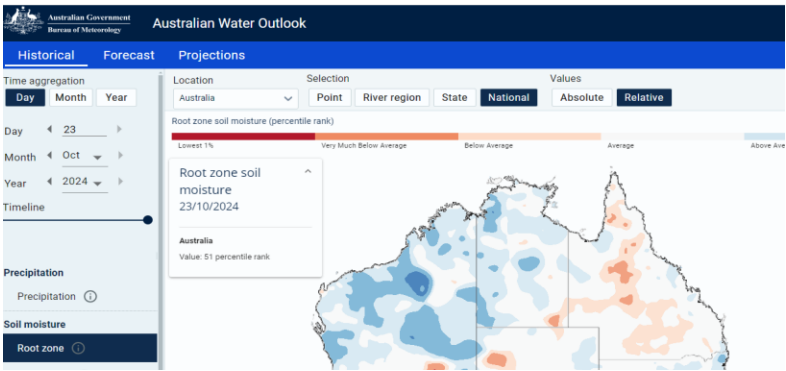 Australian Government
Bureau of Meteorology
Australian Water Outlook
Historical Forecast Projections
Time aggregation
Day Month Year
Day 23
Month Oct
Year 2024
Timeline
Precipitation
Precipitation
Soil moisture
Root zone
Location
Australia
Selection
Point River region State National
Values
Absolute Relative
Root zone soil moisture (percentile rank)
Lowest 1% Very Much Below Average Below Average Average Above Ave
Root zone soil
moisture
23/10/2024
Australia
Value: 51 percentile rank